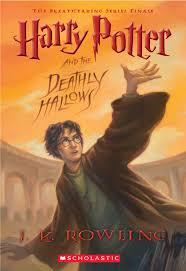 THE BREATHTAKING SERIES FINALE
Harry Potter
AND THE
DEATHLY
HALLOWS
J. K. ROWLING
SCHOLASTIC